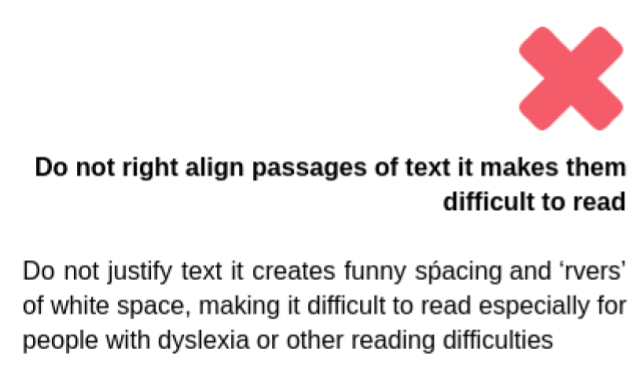 Do not right align passages of text it makes them
difficult to read
Do not justify text it creates funny sṕacing and ‘rvers’
of white space, making it difficult to read especially for
people with dyslexia or other reading difficulties